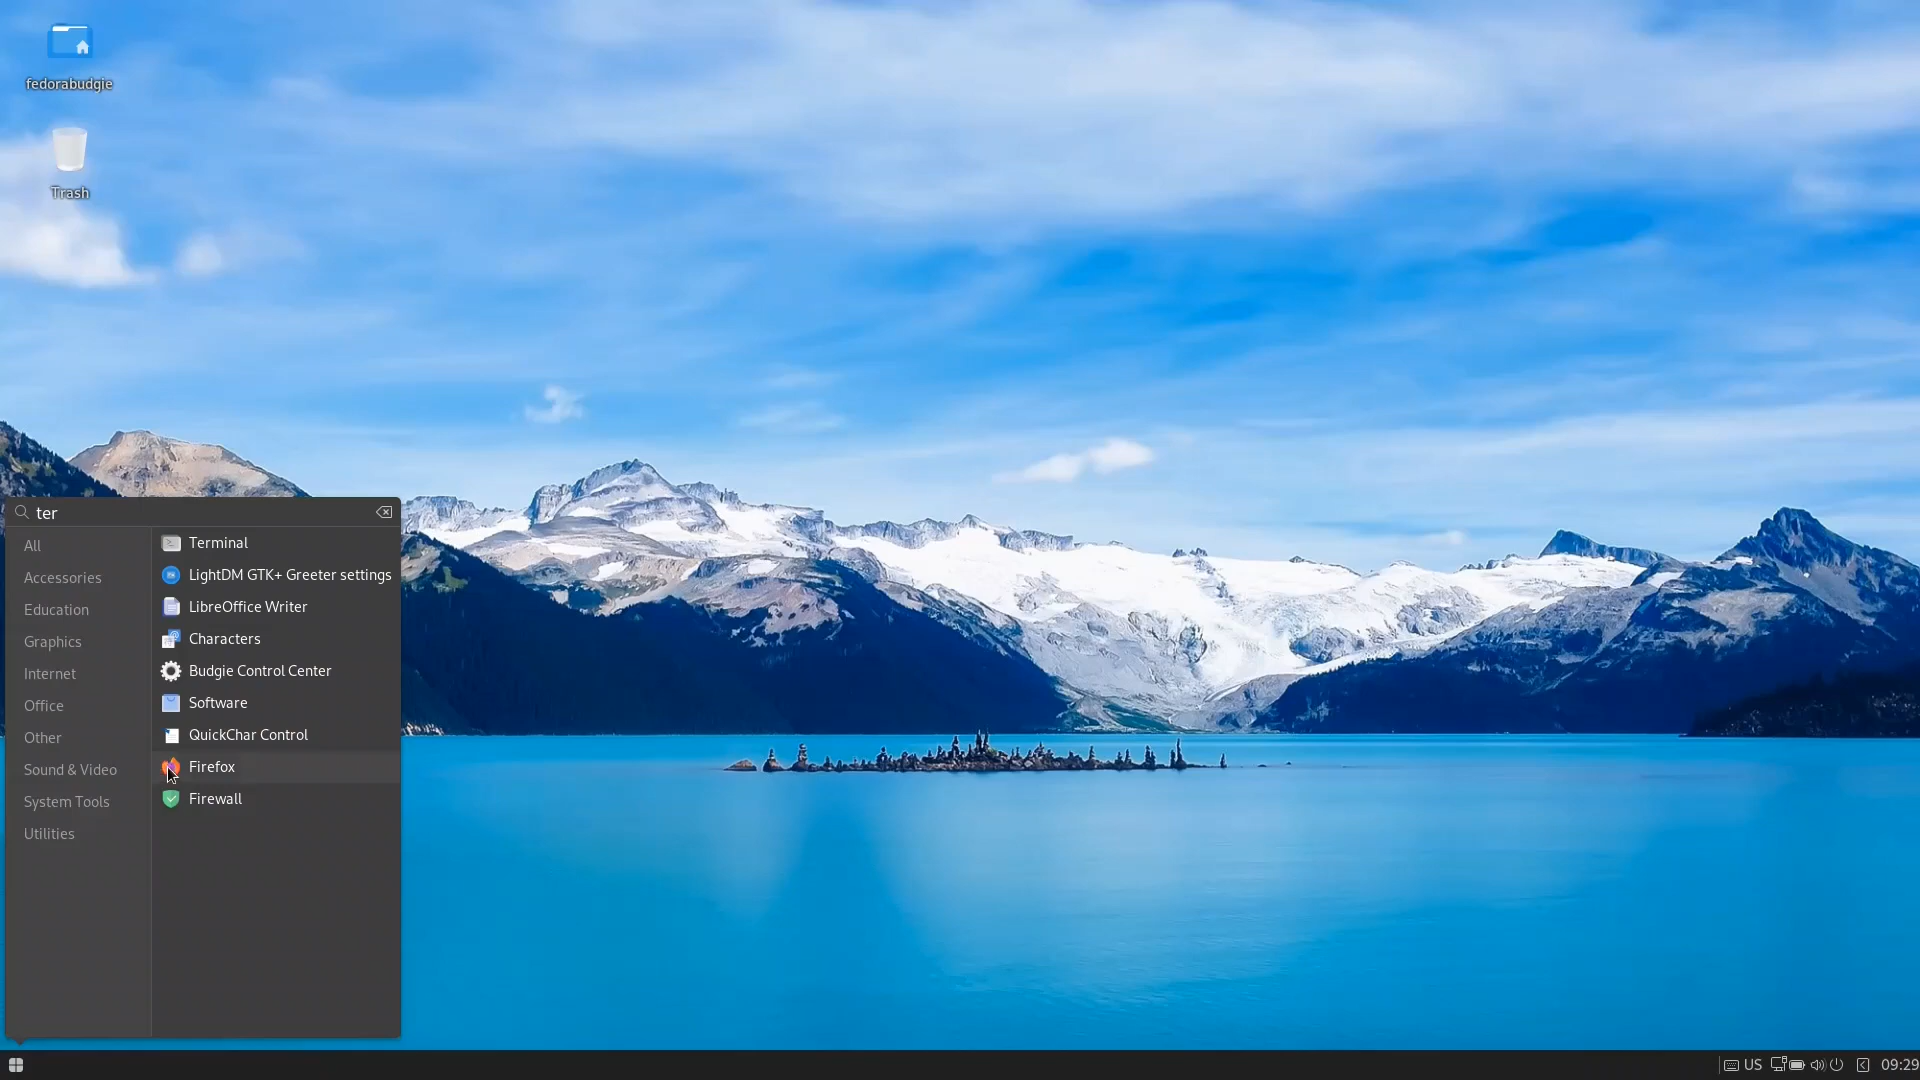 fedorabudgie
Trash
ter
All
Accessories
Education
Graphics
Internet
Office
Other
Sound & Video
System Tools
Utilities
Terminal
LightDM GTK+ Greeter settings
LibreOffice Writer
Characters
Budgie Control Center
Software
QuickChar Control
Firefox
Firewall
US
09:29